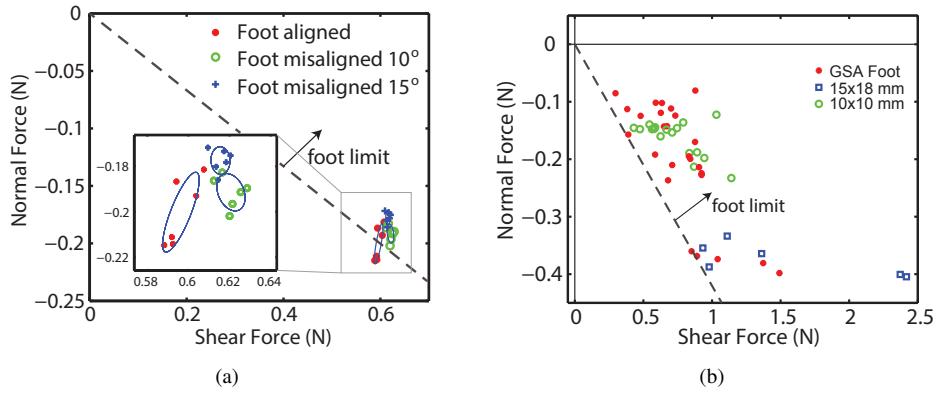 (a)
0
−0.05
−0.1
−0.15
−0.2
−0.25
Normal Force (N)
Foot aligned
Foot misaligned 10°
Foot misaligned 15°
foot limit
−0.18
−0.2
−0.22
0.58 0.6 0.62 0.64
0 0.2 0.4 0.6
Shear Force (N)
(a)
(b)
0
−0.1
−0.2
−0.3
−0.4
Normal Force (N)
GSA Foot
15x18 mm
10x10 mm
foot limit
0 0.5 1 1.5 2 2.5
Shear Force (N)
(b)